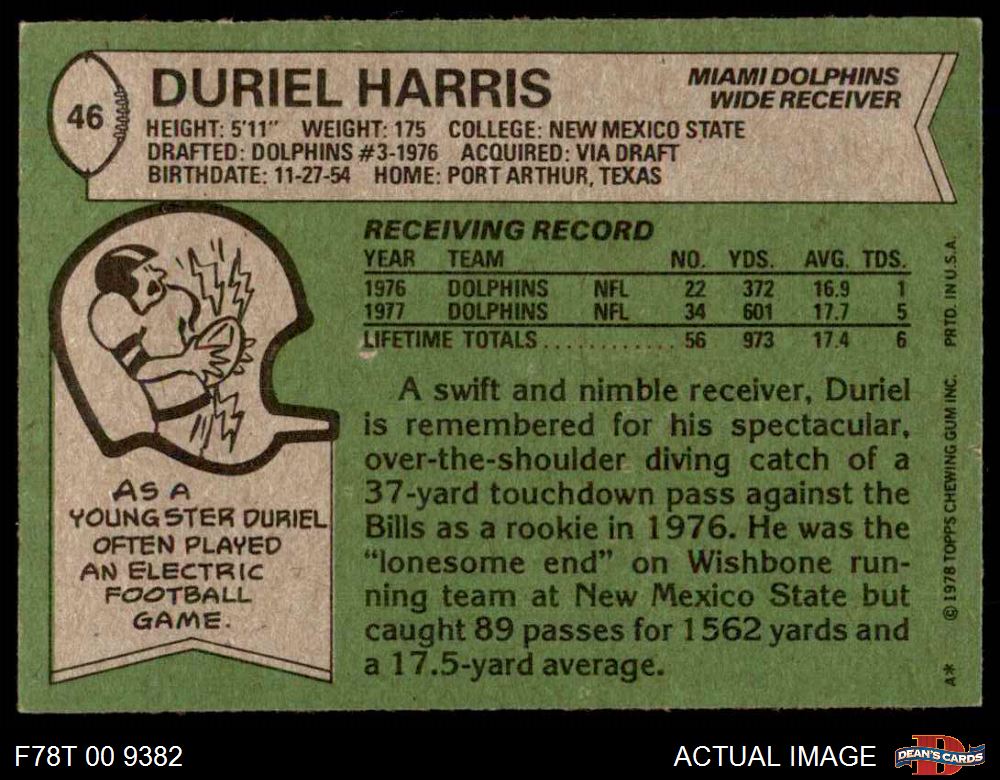 46
DURIEL HARRIS
MIAMI DOLPHINS
WIDE RECEIVER
HEIGHT: 5'11" WEIGHT: 175 COLLEGE: NEW MEXICO STATE
DRAFTED: DOLPHINS #3-1976 ACQUIRED: VIA DRAFT
BIRTHDATE: 11-27-54 HOME: PORT ARTHUR, TEXAS
RECEIVING RECORD
YEAR TEAM NO. YDS. AVG. TDS.
1976 DOLPHINS NFL 22 372 16.9 1
1977 DOLPHINS NFL 34 601 17.7 5
LIFETIME TOTALS............ 56 973 17.4 6
A swift and nimble receiver, Duriel
is remembered for his spectacular,
over-the-shoulder diving catch of a
37-yard touchdown pass against the
Bills as a rookie in 1976. He was the
"lonesome end" on Wishbone run-
ning team at New Mexico State but
caught 89 passes for 1562 yards and
a 17.5-yard average.
AS A
YOUNGSTER DURIEL
OFTEN PLAYED
AN ELECTRIC
FOOTBALL
GAME.
A* © 1978 TOPPS CHEWING GUM INC. PRTD. IN U.S.A.
F78T 00 9382
ACTUAL IMAGE
D
DEAN'S CARDS